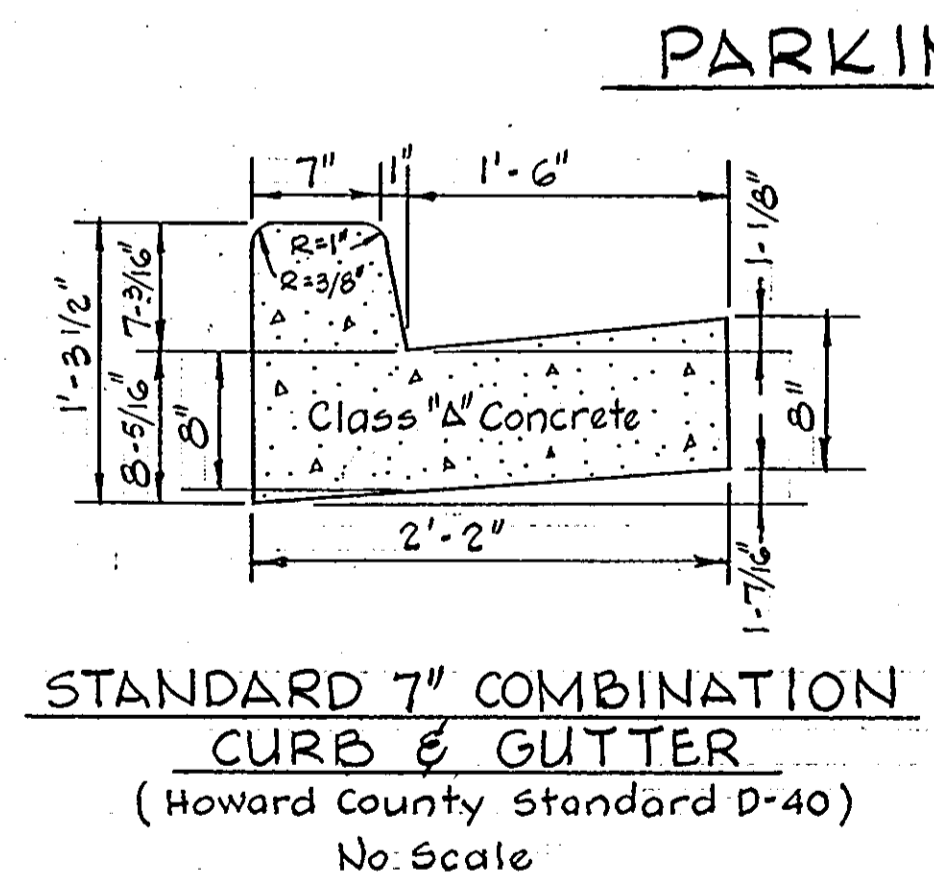 PARKIN
7" 1" 1'-6"
1-1/8"
R=1"
R=3/8"
7-3/16"
1'-3 1/2"
8-5/16"
8"
Class "A" Concrete
8"
2'-2"
1-7/16"
STANDARD 7" COMBINATION
CURB & GUTTER
(Howard County Standard D-40)
No Scale